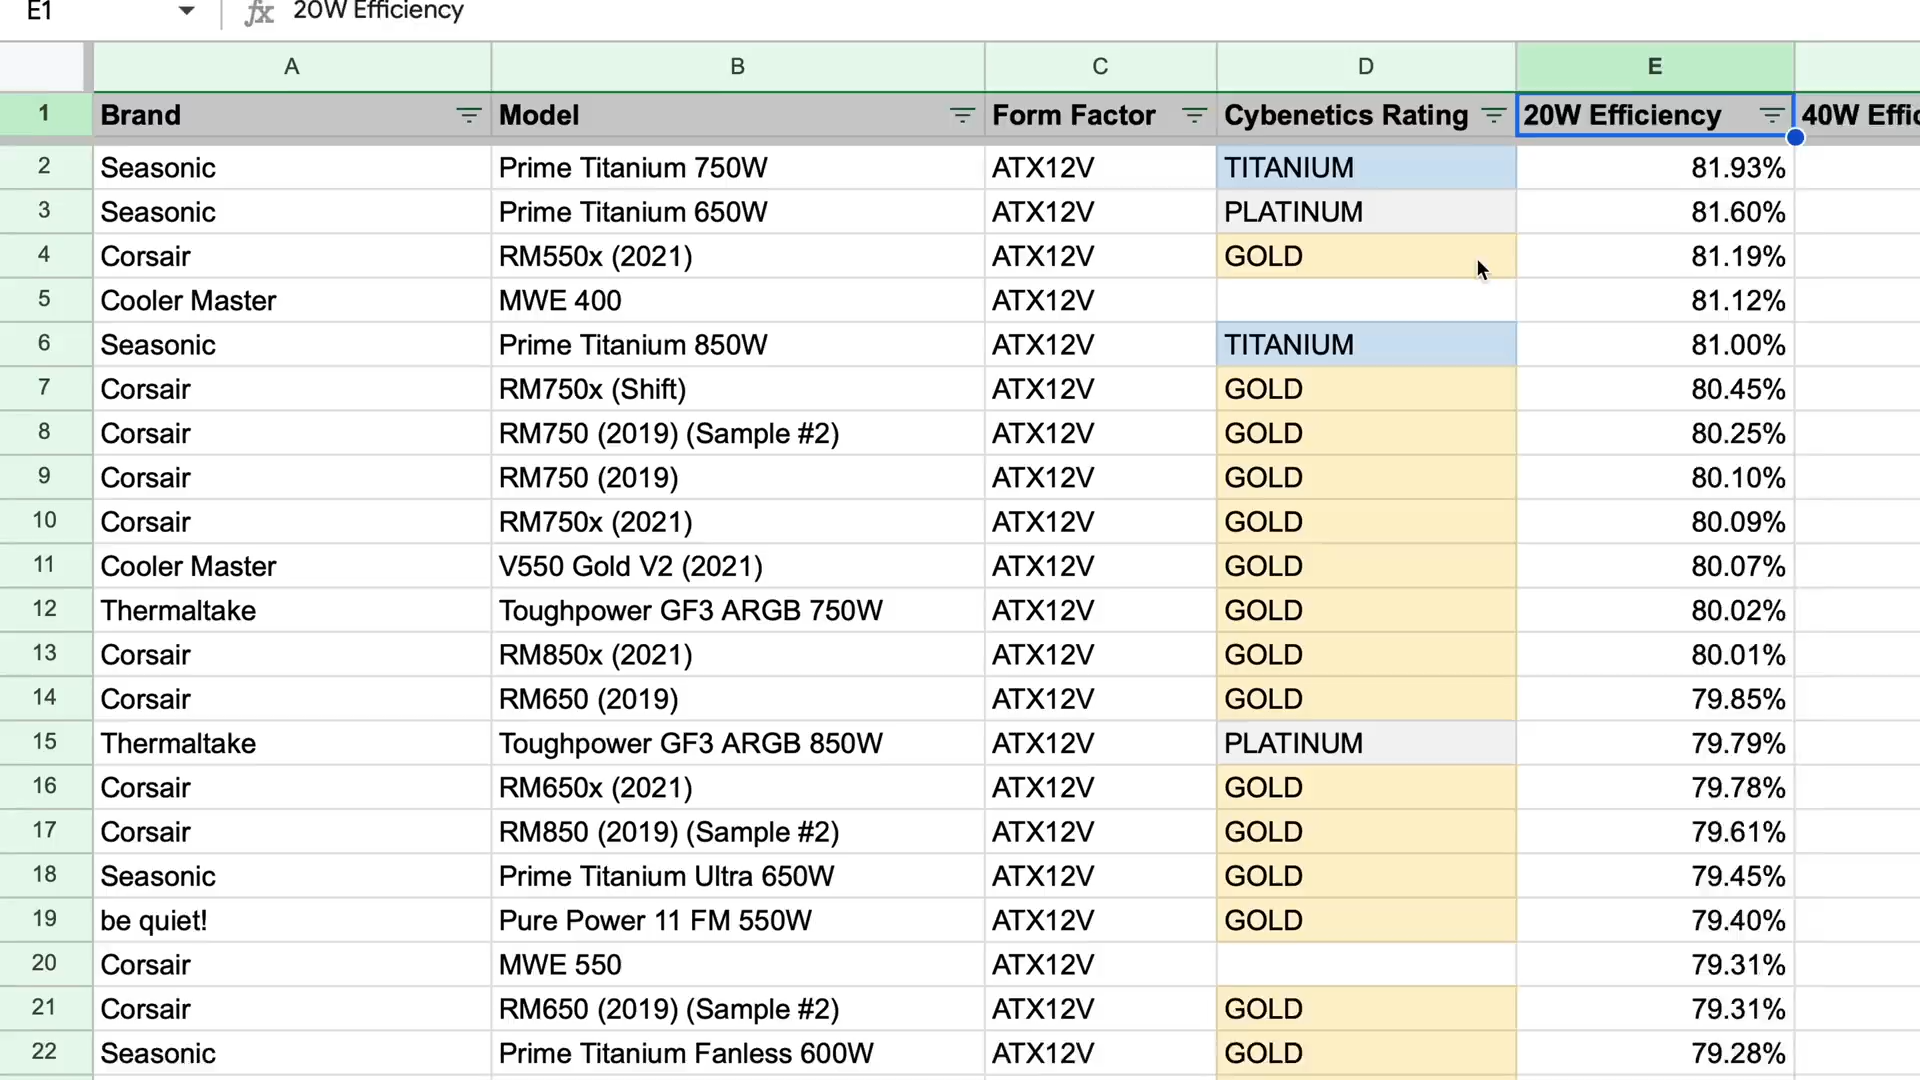 E1 fx 20W Efficiency
A B C D E
1 Brand Model Form Factor Cybenetics Rating 20W Efficiency 40W Effic
2 Seasonic Prime Titanium 750W ATX12V TITANIUM 81.93%
3 Seasonic Prime Titanium 650W ATX12V PLATINUM 81.60%
4 Corsair RM550x (2021) ATX12V GOLD 81.19%
5 Cooler Master MWE 400 ATX12V 81.12%
6 Seasonic Prime Titanium 850W ATX12V TITANIUM 81.00%
7 Corsair RM750x (Shift) ATX12V GOLD 80.45%
8 Corsair RM750 (2019) (Sample #2) ATX12V GOLD 80.25%
9 Corsair RM750 (2019) ATX12V GOLD 80.10%
10 Corsair RM750x (2021) ATX12V GOLD 80.09%
11 Cooler Master V550 Gold V2 (2021) ATX12V GOLD 80.07%
12 Thermaltake Toughpower GF3 ARGB 750W ATX12V GOLD 80.02%
13 Corsair RM850x (2021) ATX12V GOLD 80.01%
14 Corsair RM650 (2019) ATX12V GOLD 79.85%
15 Thermaltake Toughpower GF3 ARGB 850W ATX12V PLATINUM 79.79%
16 Corsair RM650x (2021) ATX12V GOLD 79.78%
17 Corsair RM850 (2019) (Sample #2) ATX12V GOLD 79.61%
18 Seasonic Prime Titanium Ultra 650W ATX12V GOLD 79.45%
19 be quiet! Pure Power 11 FM 550W ATX12V GOLD 79.40%
20 Corsair MWE 550 ATX12V 79.31%
21 Corsair RM650 (2019) (Sample #2) ATX12V GOLD 79.31%
22 Seasonic Prime Titanium Fanless 600W ATX12V GOLD 79.28%